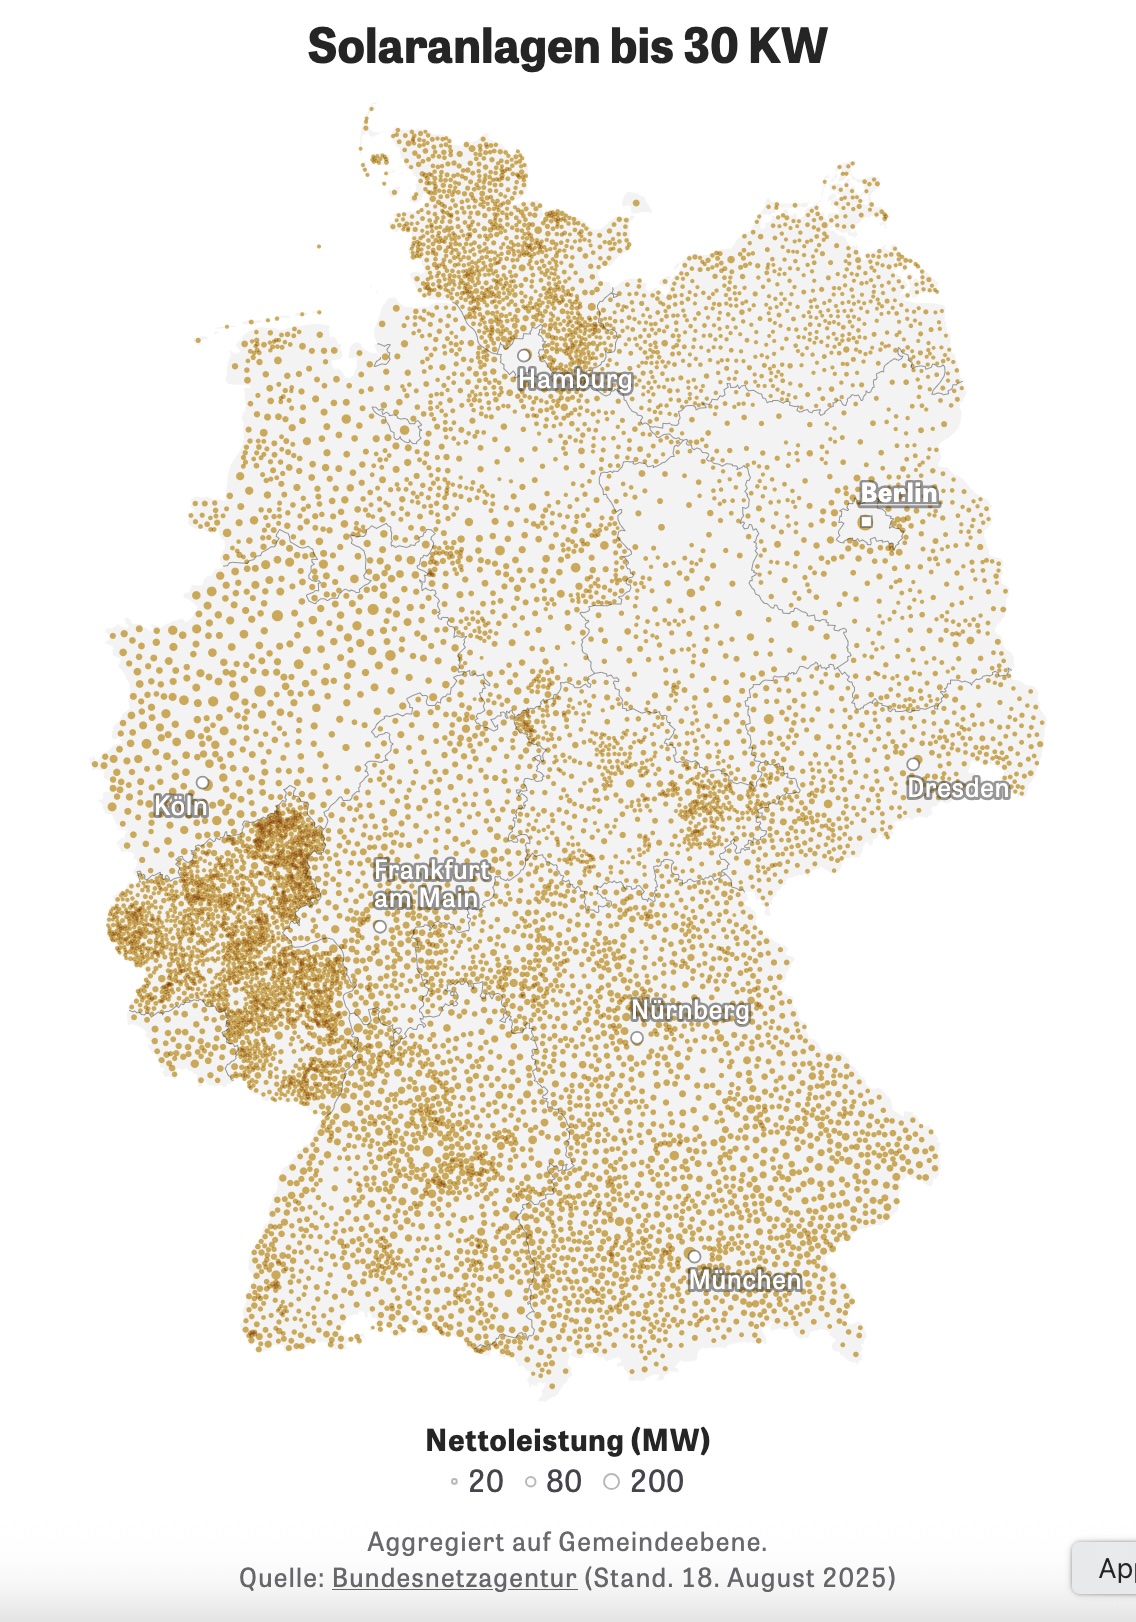 Solaranlagen bis 30 KW
Hamburg
Berlin
Köln
Dresden
Frankfurt
am Main
Nürnberg
München
Nettoleistung (MW)
20 80 200
Aggregiert auf Gemeindeebene.
Quelle: Bundesnetzagentur (Stand. 18. August 2025)